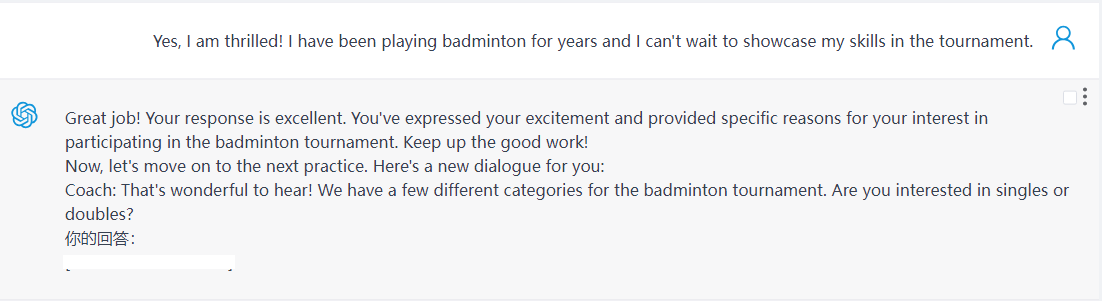 Yes, I am thrilled! I have been playing badminton for years and I can't wait to showcase my skills in the tournament.
Great job! Your response is excellent. You've expressed your excitement and provided specific reasons for your interest in
participating in the badminton tournament. Keep up the good work!
Now, let's move on to the next practice. Here's a new dialogue for you:
Coach: That's wonderful to hear! We have a few different categories for the badminton tournament. Are you interested in singles or
doubles?
你的回答：